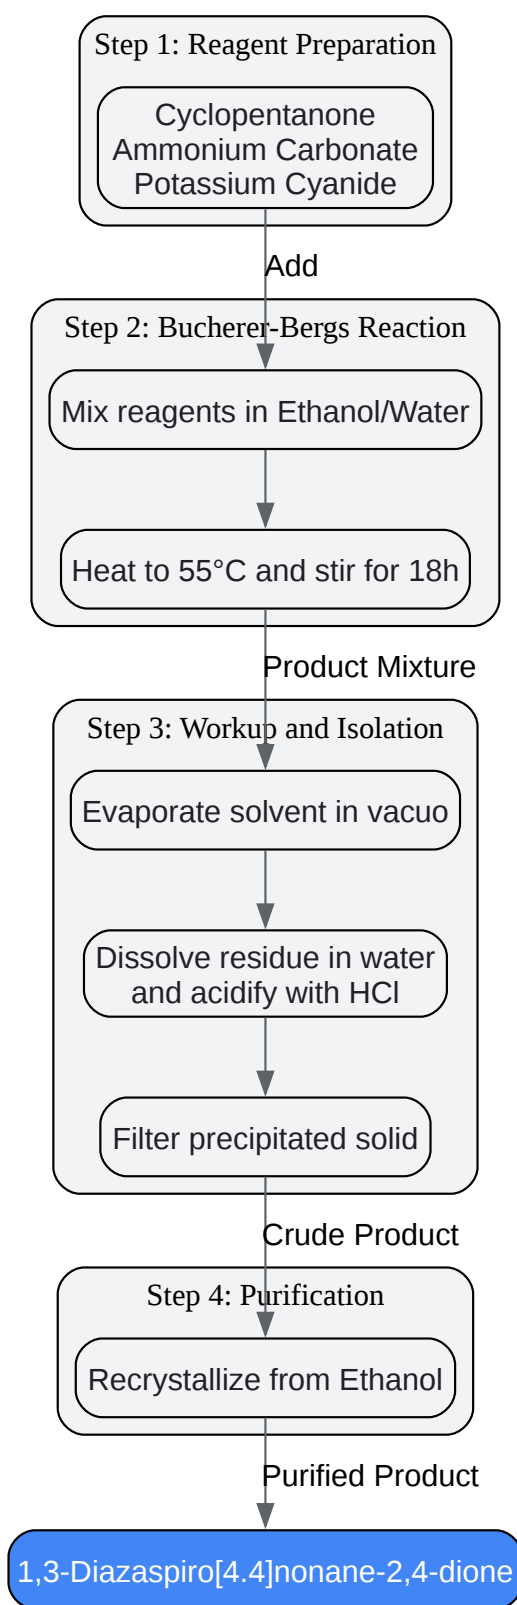 Step 1: Reagent Preparation
Cyclopentanone
Ammonium Carbonate
Potassium Cyanide
Add
Step 2: Bucherer-Bergs Reaction
Mix reagents in Ethanol/Water
Heat to 55°C and stir for 18h
Product Mixture
Step 3: Workup and Isolation
Evaporate solvent in vacuo
Dissolve residue in water
and acidify with HCl
Filter precipitated solid
Crude Product
Step 4: Purification
Recrystallize from Ethanol
Purified Product
1,3-Diazaspiro[4.4]nonane-2,4-dione